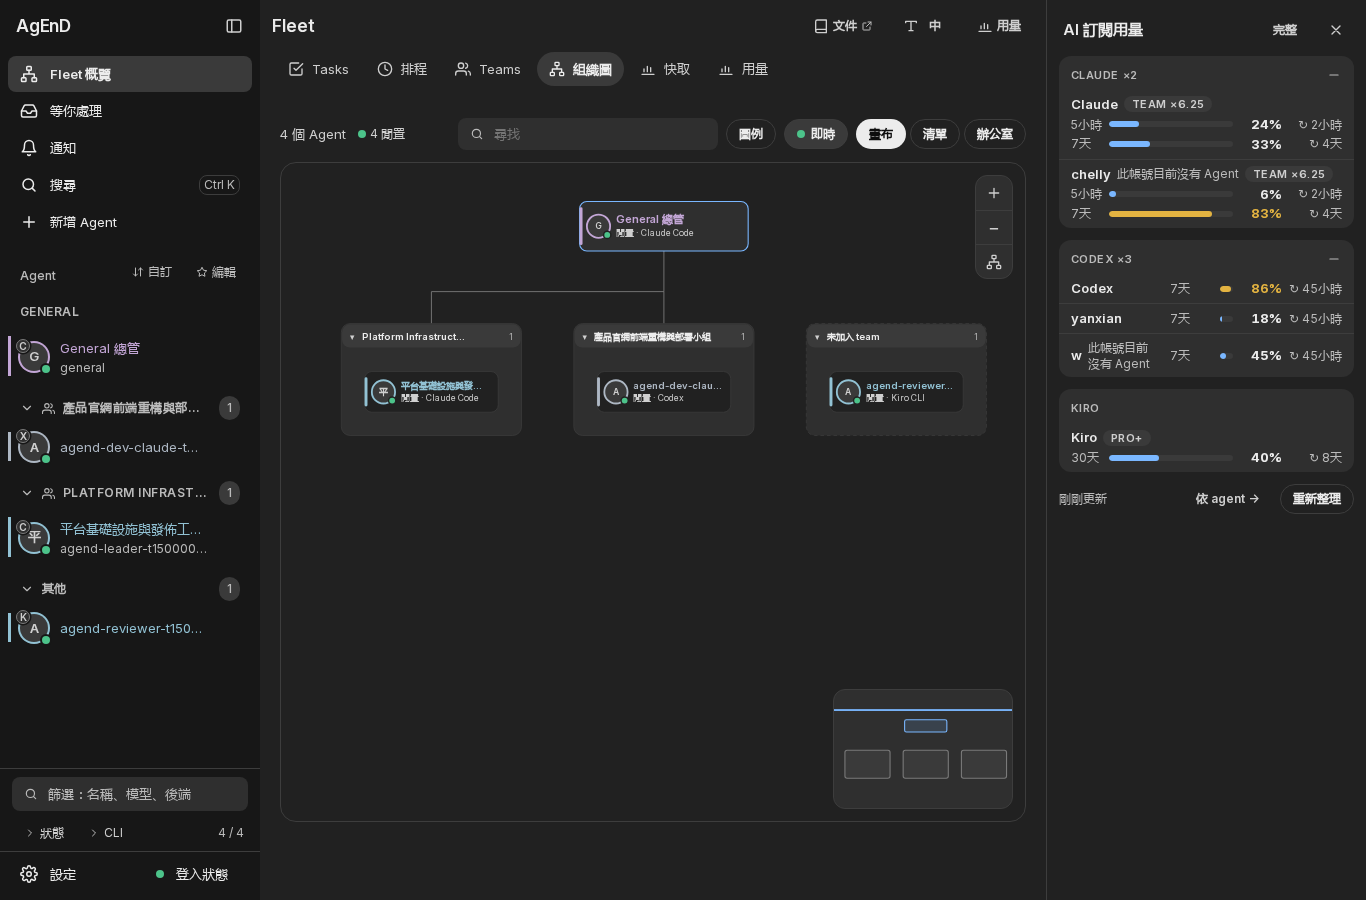 AgEnD
Fleet 概覽
等你處理
通知
搜尋 Ctrl K
新增 Agent
Agent 自訂 編輯
GENERAL
C G General 總管
general
產品官網前端重構與部... 1
X A agend-dev-claude-t...
PLATFORM INFRAST... 1
C 平 平台基礎設施與發佈工...
agend-leader-t150000...
其他 1
K A agend-reviewer-t150...
篩選：名稱、模型、後端
狀態 CLI 4 / 4
設定 登入狀態
Fleet 文件 中 用量
Tasks 排程 Teams 組織圖 快取 用量
4 個 Agent 4 閒置 尋找 圖例 即時 畫布 清單 辦公室
G General 總管
閒置 · Claude Code
Platform Infrastruct... 1
平 平台基礎設施與發...
閒置 · Claude Code
產品官網前端重構與部署小組 1
A agend-dev-clau...
閒置 · Codex
未加入 team 1
A agend-reviewer...
閒置 · Kiro CLI
AI 訂閱用量 完整
CLAUDE ×2
Claude TEAM ×6.25
5小時 24% ↻ 2小時
7天 33% ↻ 4天
chelly 此帳號目前沒有 Agent TEAM ×6.25
5小時 6% ↻ 2小時
7天 83% ↻ 4天
CODEX ×3
Codex 7天 86% ↻ 45小時
yanxian 7天 18% ↻ 45小時
w 此帳號目前沒有 Agent 7天 45% ↻ 45小時
KIRO
Kiro PRO+
30天 40% ↻ 8天
剛剛更新 依 agent → 重新整理